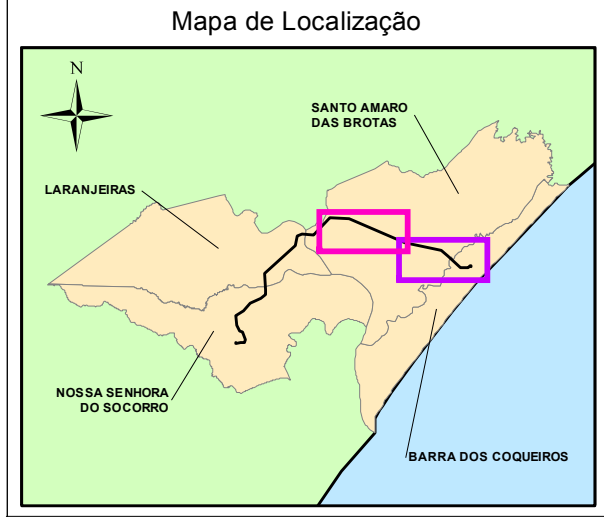 Mapa de Localização
N
SANTO AMARO
DAS BROTAS
LARANJEIRAS
NOSSA SENHORA
DO SOCORRO
BARRA DOS COQUEIROS